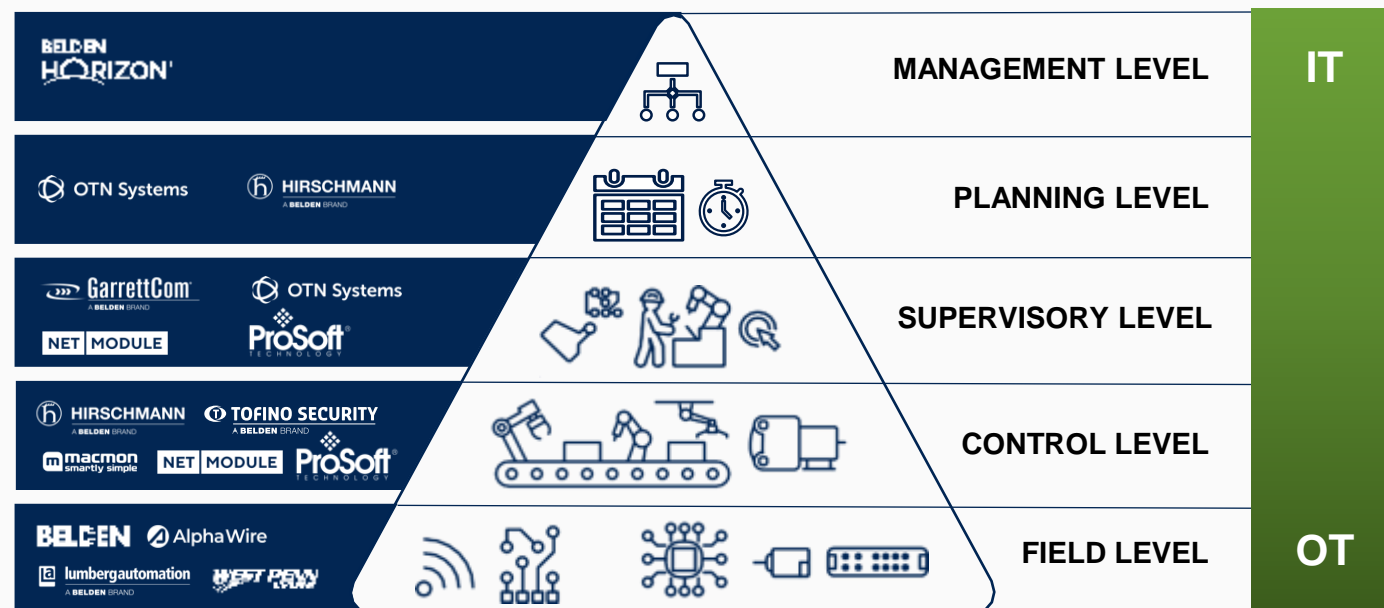 BELDEN
HORIZON
MANAGEMENT LEVEL
IT
OTN Systems
HIRSCHMANN
A BELDEN BRAND
PLANNING LEVEL
GarrettCom
A BELDEN BRAND
OTN Systems
NET MODULE
ProSoft®
TECHNOLOGY
SUPERVISORY LEVEL
HIRSCHMANN
A BELDEN BRAND
TOFINO SECURITY
A BELDEN BRAND
macmon
smartly simple
NET MODULE
ProSoft®
TECHNOLOGY
CONTROL LEVEL
BELDEN
AlphaWire
lumbergautomation
A BELDEN BRAND
WEST PENN
FIELD LEVEL
OT